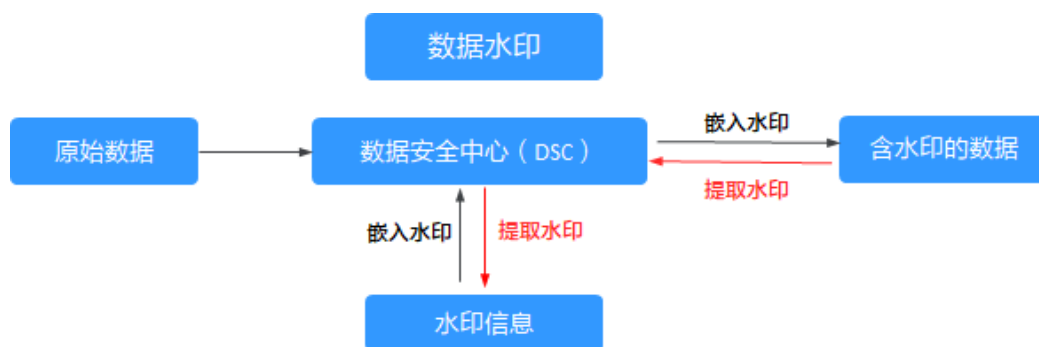 数据水印
原始数据
数据安全中心（DSC）
嵌入水印
提取水印
含水印的数据
嵌入水印
提取水印
水印信息